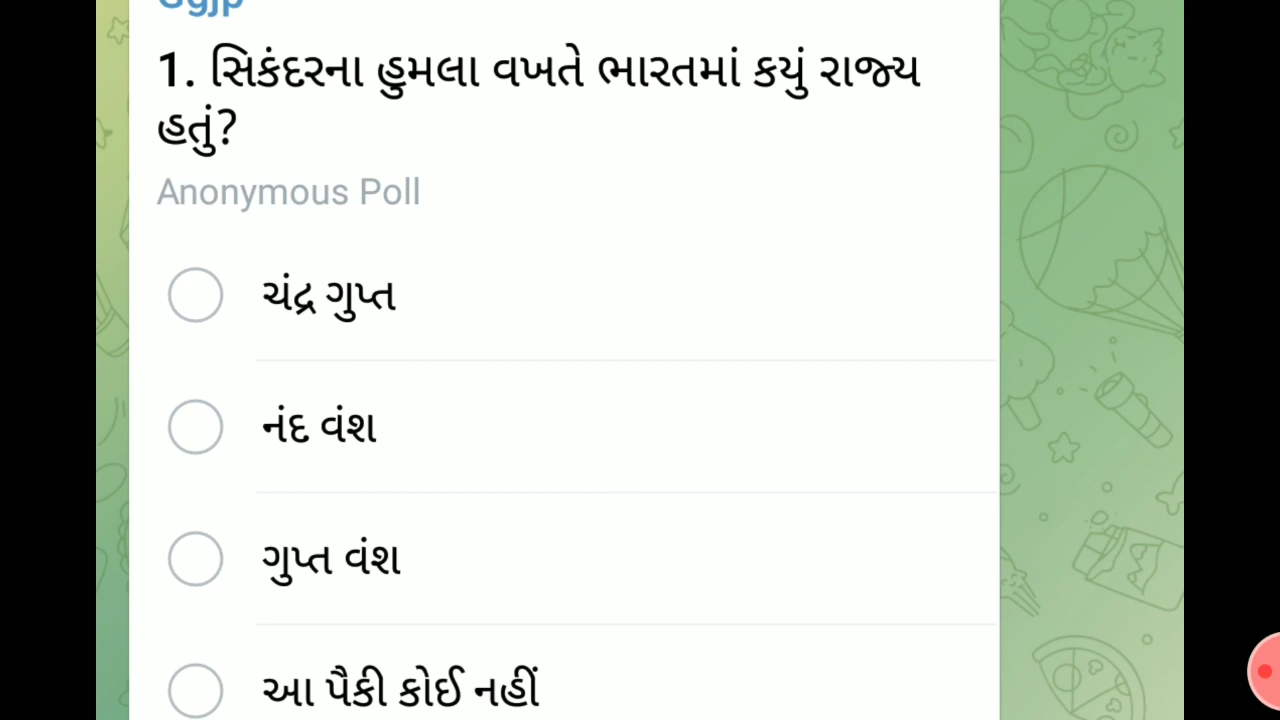 1. સિકંદરના હુમલા વખતે ભારતમાં કયું રાજ્ય
હતું?
Anonymous Poll
ચંદ્ર ગુપ્ત
નંદ વંશ
ગુપ્ત વંશ
આ પૈકી કોઈ નહીં